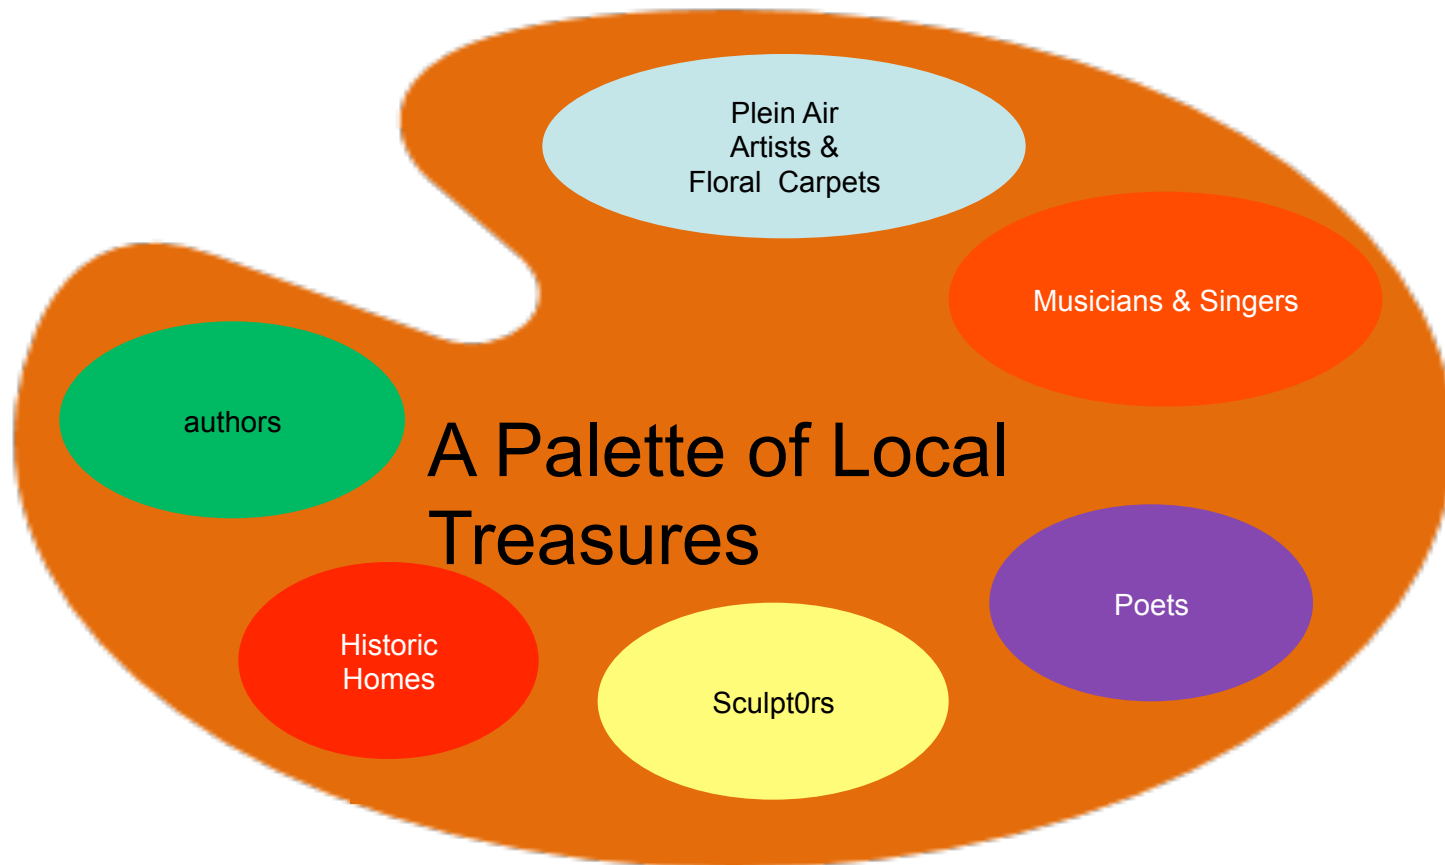 Plein Air
Artists &
Floral  Carpets
Musicians & Singers
authors
A Palette of Local
Treasures
Poets
Historic
Homes
Sculpt0rs